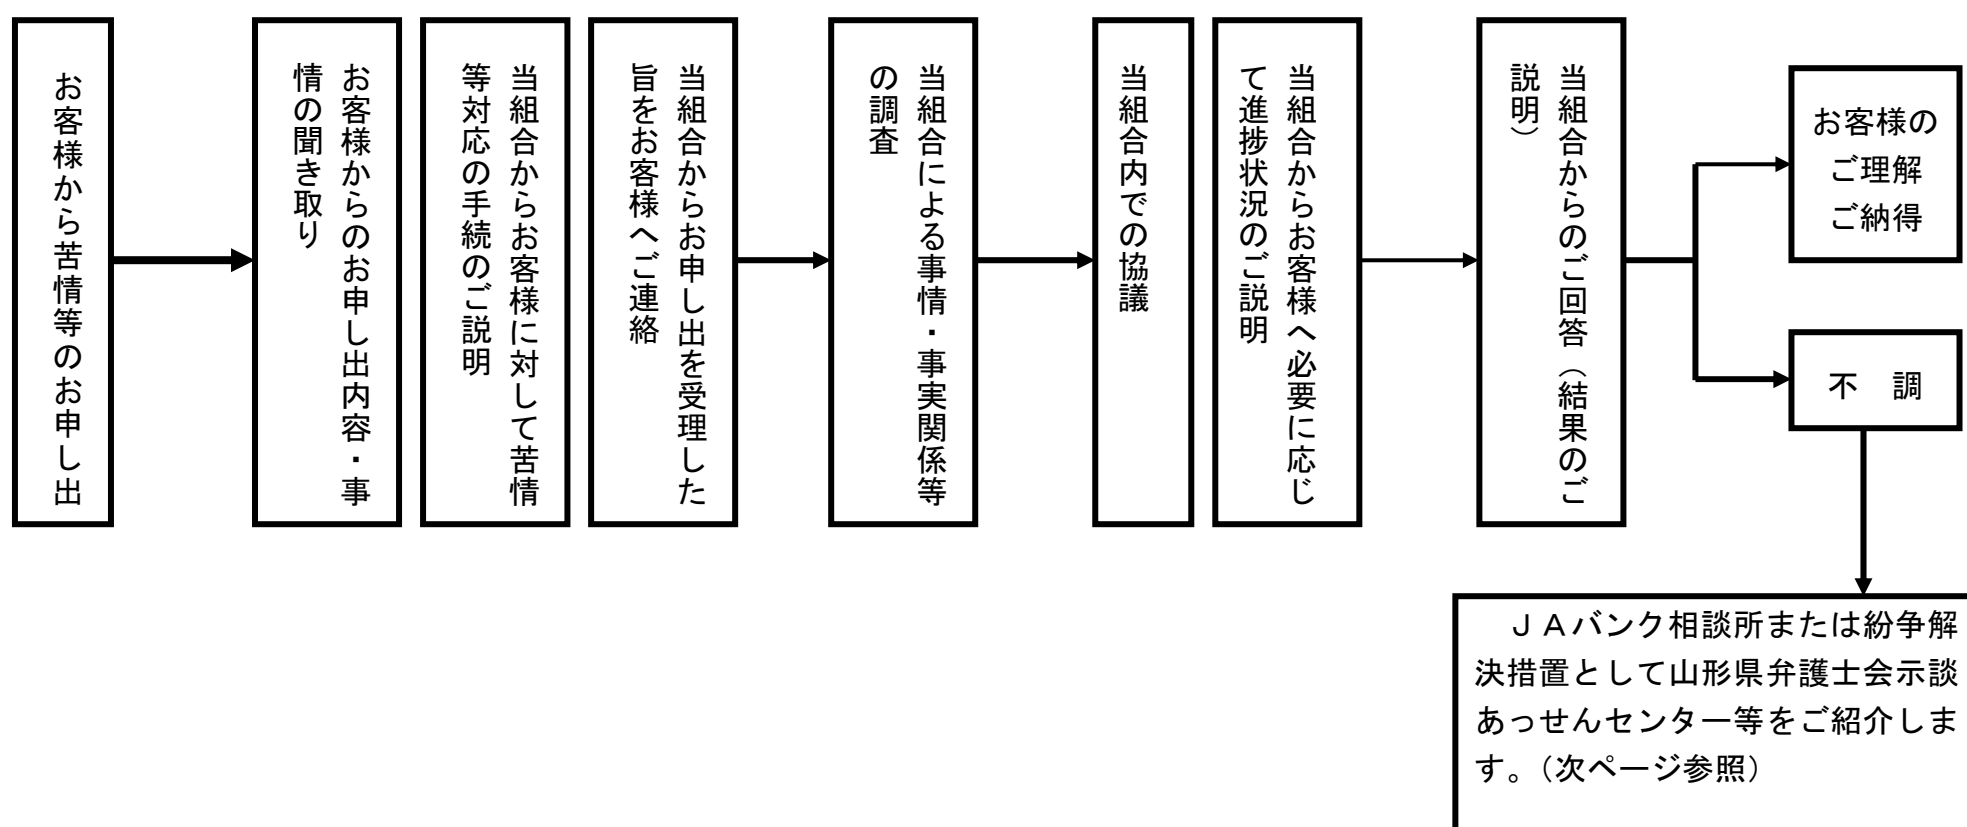 お客様から苦情等のお申し出
お客様からのお申し出内容・事
情の聞き取り
当組合からお客様に対して苦情
等対応の手続のご説明
当組合からお申し出を受理した
旨をお客様へご連絡
当組合による事情・事実関係等
の調査
当組合内での協議
当組合からお客様へ必要に応じ
て進捗状況のご説明
当組合からのご回答（結果のご
説明）
お客様の
ご理解
ご納得
不　調
　ＪＡバンク相談所または紛争解
決措置として山形県弁護士会示談
あっせんセンター等をご紹介しま
す。（次ページ参照）